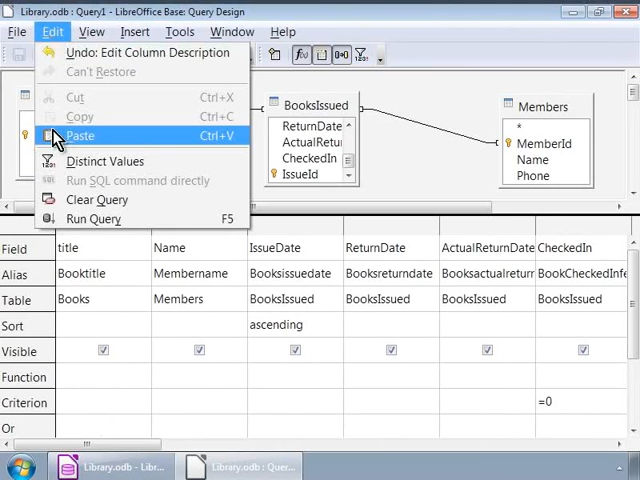 Library.odb : Query1 - LibreOffice Base: Query Design
File Edit View Insert Tools Window Help
Undo: Edit Column Description
Can't Restore
Cut Ctrl+X
Copy Ctrl+C
Paste Ctrl+V
Distinct Values
Run SQL command directly
Clear Query
Run Query F5
BooksIssued
ReturnDate
ActualRetur
CheckedIn
IssueId
Members
*
MemberId
Name
Phone
Field title Name IssueDate ReturnDate ActualReturnDate CheckedIn
Alias Booktitle Membername Booksissuedate Booksreturndate Booksactualreturn BookCheckedInfe
Table Books Members BooksIssued BooksIssued BooksIssued BooksIssued
Sort ascending
Visible
Function
Criterion =0
Or
Library.odb - Libr... Library.odb : Que...